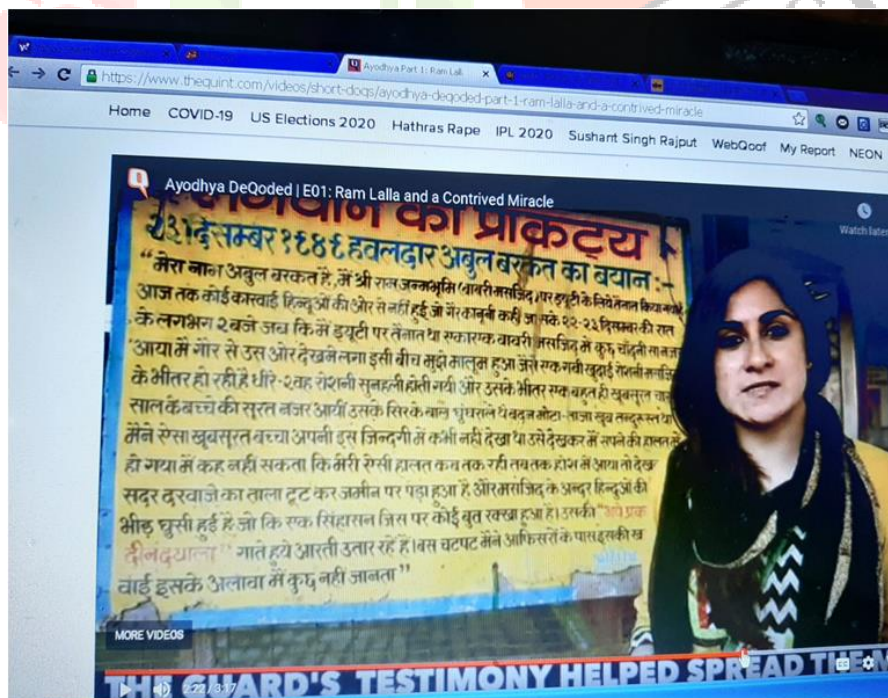 Ayodhya Part 1: Ram Lall
https://www.thequint.com/videos/short-doqs/ayodhya-deqoded-part-1-ram-lalla-and-a-contrived-miracle
Home COVID-19 US Elections 2020 Hathras Rape IPL 2020 Sushant Singh Rajput WebQoof My Report NEON
Ayodhya DeQoded | E01: Ram Lalla and a Contrived Miracle
Watch later
का प्राकट्य :-
२३ दिसम्बर १९४९ हवलदार अबुल बरकत का बयान :-
“मेरा नाम अबुल बरकत है, मैं श्री राम जन्मभूमि (बाबरी मसजिद) पर ड्युटी के लिये तैनात किया गया
आज तक कोई कारवाई हिन्दुओं की ओर से नहीं हुई जो गैर कानूनी कही जा सके २२-२३ दिसम्बर की रात
के लगभग २ बजे जब कि मैं ड्युटी पर तैनात था एकाएक बाबरी मसजिद में कुछ चाँदनी सा नजर
आया मैं गौर से उस ओर देखने लगा इसी बीच मुझे मालुम हुआ जैसे एक गबी खुदाई रोशनी मसजिद
के भीतर हो रही है धीरे-२ वह रोशनी सुनहली होती गयी और उसके भीतर एक बहुत ही खूबसुरत चार
साल के बच्चे की सूरत नजर आयी उसके सिर के बाल घुंघराले थे बदन मोटा-ताजा खूब तन्दुरूस्त था
मैंने ऐसा खूबसूरत बच्चा अपनी इस जिन्दगी में कभी नहीं देखा था उसे देखकर मैं सपने की हालत में
हो गया मैं कह नहीं सकता कि मेरी ऐसी हालत कब तक रही तब तक होश में आया तो देखा
सदर दरवाजे का ताला टूट कर जमीन पर पड़ा हुआ है और मसजिद के अन्दर हिन्दुओं की
भीड़ घुसी हुई है जो कि एक सिंहासन जिस पर कोई बुत रक्खा हुआ है। उसकी “भये प्रक
दीनदयाला” गाते हुये आरती उतार रहे हैं। बस चटपट मैंने आफिसरों के पास इसकी ख
वाई इसके अलावा मैं कुछ नहीं जानता”
MORE VIDEOS
THE GUARD'S TESTIMONY HELPED SPREAD THE M
2:22 / 3:17